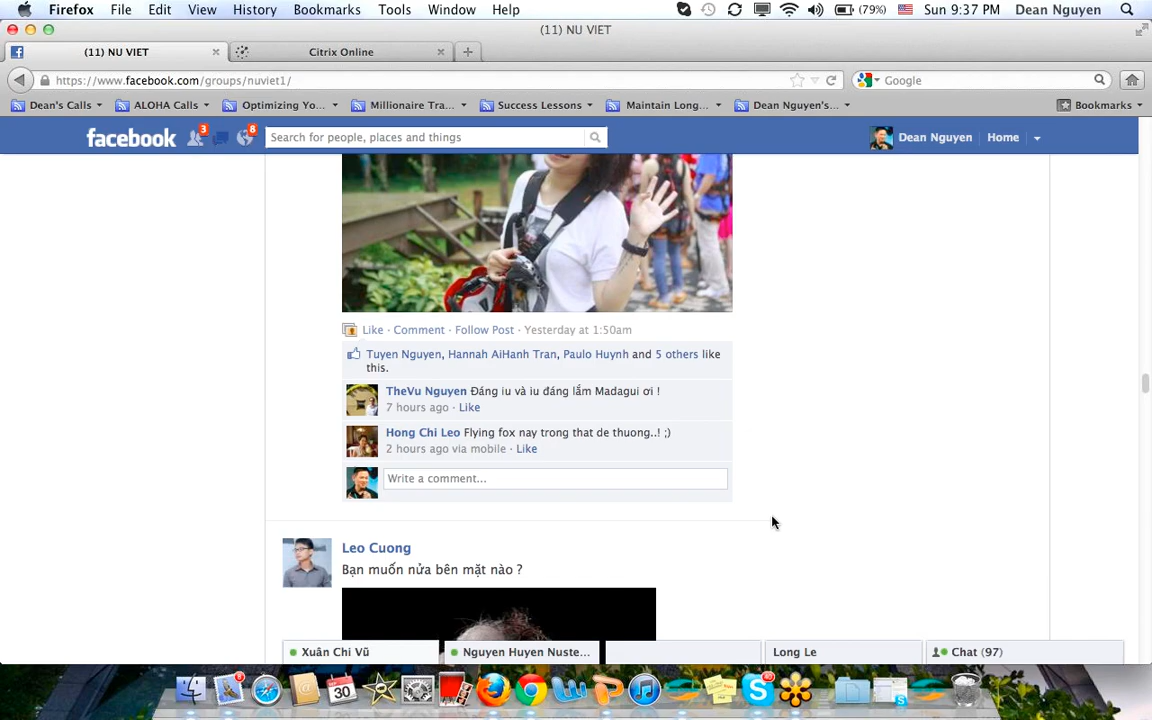 Firefox File Edit View History Bookmarks Tools Window Help (79%) Sun 9:37 PM Dean Nguyen
(11) NU VIET
(11) NU VIET × Citrix Online × +
https://www.facebook.com/groups/nuviet1/ Google
Dean's Calls ALOHA Calls Optimizing Yo... Millionaire Tra... Success Lessons Maintain Long... Dean Nguyen's... Bookmarks
facebook 3 8 Search for people, places and things Dean Nguyen Home
Like · Comment · Follow Post · Yesterday at 1:50am
Tuyen Nguyen, Hannah AiHanh Tran, Paulo Huynh and 5 others like
this.
TheVu Nguyen Đáng iu và iu đáng lắm Madagui ơi !
7 hours ago · Like
Hong Chi Leo Flying fox nay trong that de thuong..! ;)
2 hours ago via mobile · Like
Write a comment...
Leo Cuong
Bạn muốn nửa bên mặt nào ?
Xuân Chi Vũ Nguyen Huyen Nuste... Long Le Chat (97)
30